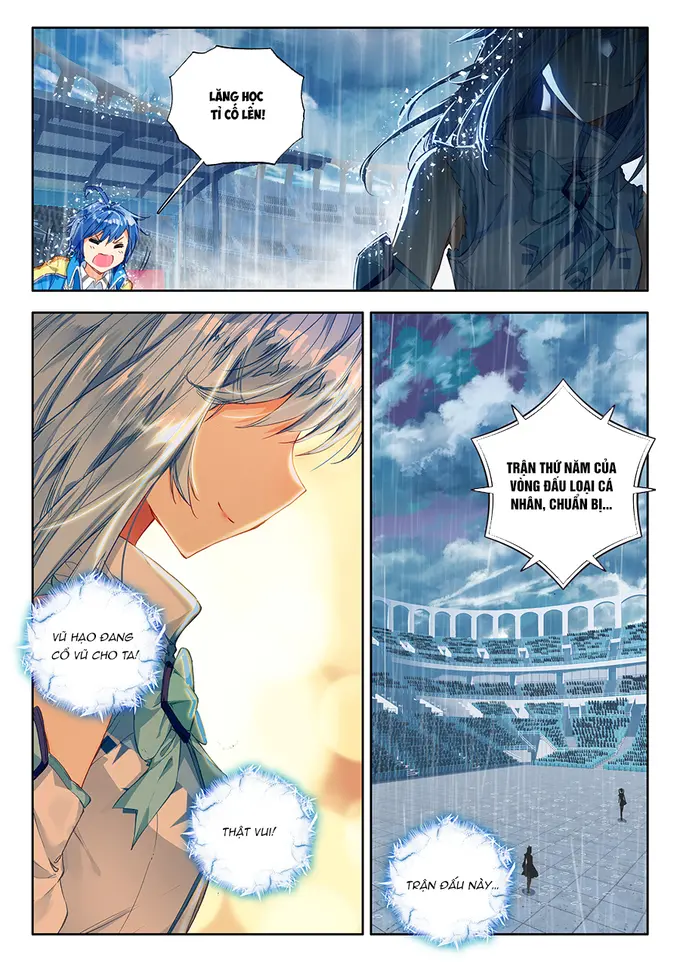 LĂNG HỌC
TỈ CỐ LÊN!
VŨ HẠO ĐANG
CỔ VŨ CHO TA!
THẬT VUI!
TRẬN THỨ NĂM CỦA
VÒNG ĐẤU LOẠI CÁ
NHÂN, CHUẨN BỊ...
TRẬN ĐẤU NÀY...